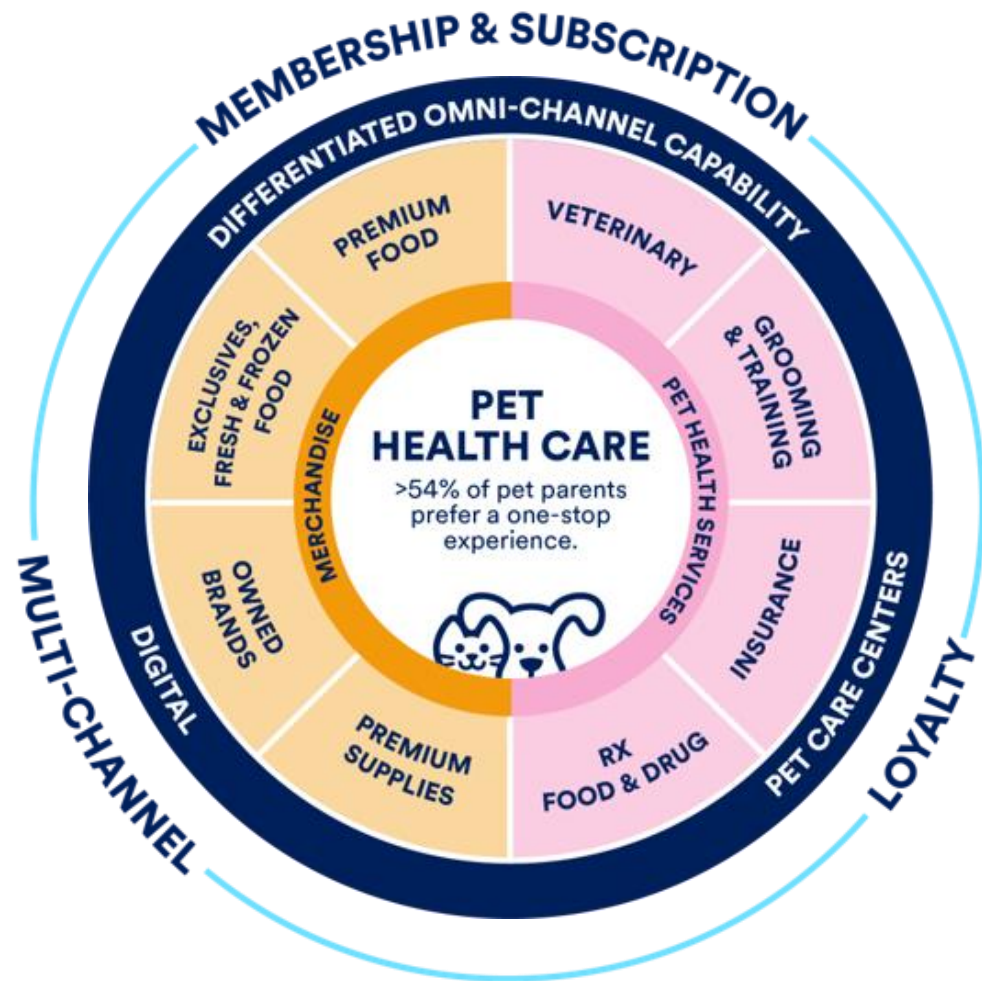 MEMBERSHIP & SUBSCRIPTION
DIFFERENTIATED OMNI-CHANNEL CAPABILITY
PREMIUM
FOOD
VETERINARY
EXCLUSIVES,
FRESH & FROZEN
FOOD
GROOMING
& TRAINING
MERCHANDISE
PET HEALTH SERVICES
PET
HEALTH CARE
>54% of pet parents
prefer a one-stop
experience.
OWNED
BRANDS
INSURANCE
PREMIUM
SUPPLIES
RX
FOOD & DRUG
DIGITAL
PET CARE CENTERS
MULTI-CHANNEL
LOYALTY